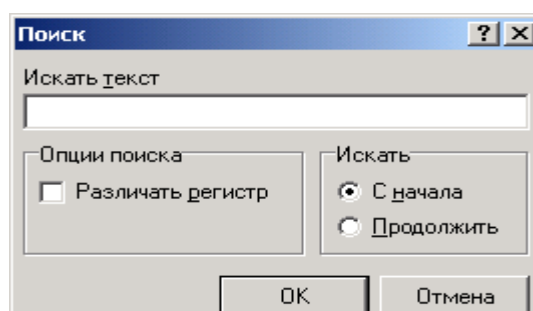 Поиск
Искать текст
Опции поиска
Различать регистр
Искать
С начала
Продолжить
OK
Отмена